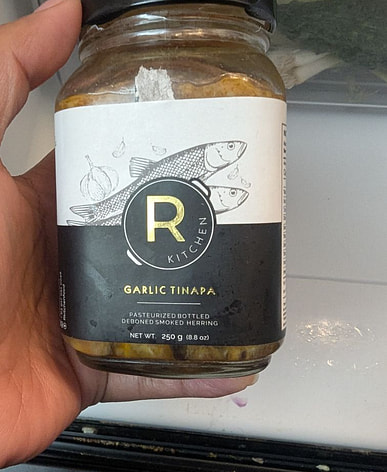 R
KITCHEN
GARLIC TINAPA
PASTEURIZED BOTTLED
DEBONED SMOKED HERRING
NET WT. 250 g (8.8 oz)